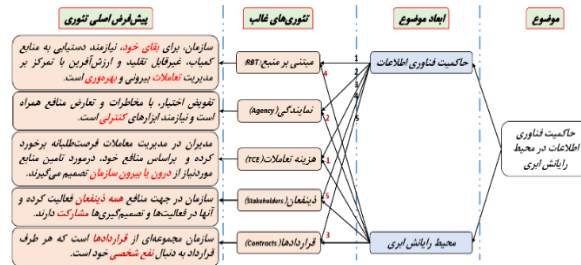 موضوع
ابعاد موضوع
تئوری‌های غالب
پیش‌فرض اصلی تئوری
حاکمیت فناوری
اطلاعات در محیط
رایانش ابری
حاکمیت فناوری اطلاعات
محیط رایانش ابری
1
2
3
4
5
مبتنی بر منبع (RBT)
4
نمایندگی (Agency)
2
هزینه تعاملات (TCE)
1
ذینفعان (Stakeholders)
5
قراردادها (Contracts)
3
سازمان، برای بقای خود، نیازمند دستیابی به منابع
کمیاب، غیرقابل تقلید و ارزش‌آفرین با تمرکز بر
مدیریت تعاملات بیرونی و بهره‌وری است.
تفویض اختیار، با مخاطرات و تعارض منافع همراه
است و نیازمند ابزارهای کنترلی است.
مدیران در مدیریت معاملات فرصت‌طلبانه برخورد
کرده و براساس منافع خود، درمورد تامین منابع
موردنیاز از درون یا بیرون سازمان تصمیم می‌گیرند.
سازمان در جهت منافع همه ذینفعان فعالیت کرده و
آنها در فعالیت‌ها و تصمیم‌گیری‌ها مشارکت دارند.
سازمان مجموعه‌ای از قراردادها است که هر طرف
قرارداد به دنبال نفع شخصی خود است.